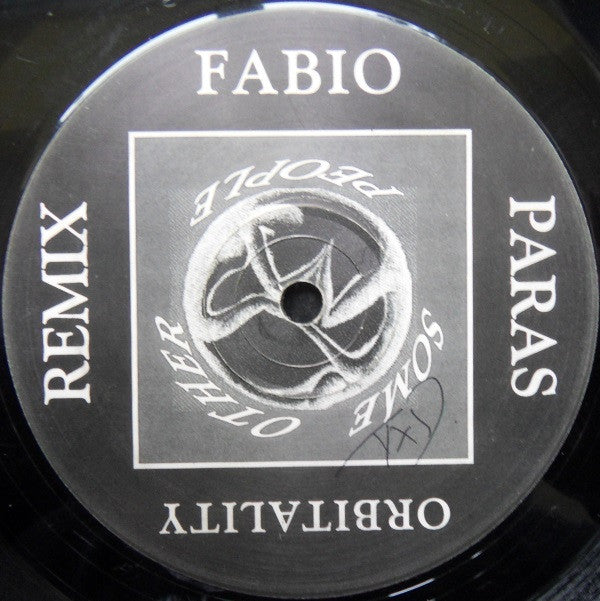 FABIO
PARAS
REMIX
ORBITALITY
SOME
OTHER
PEOPLE